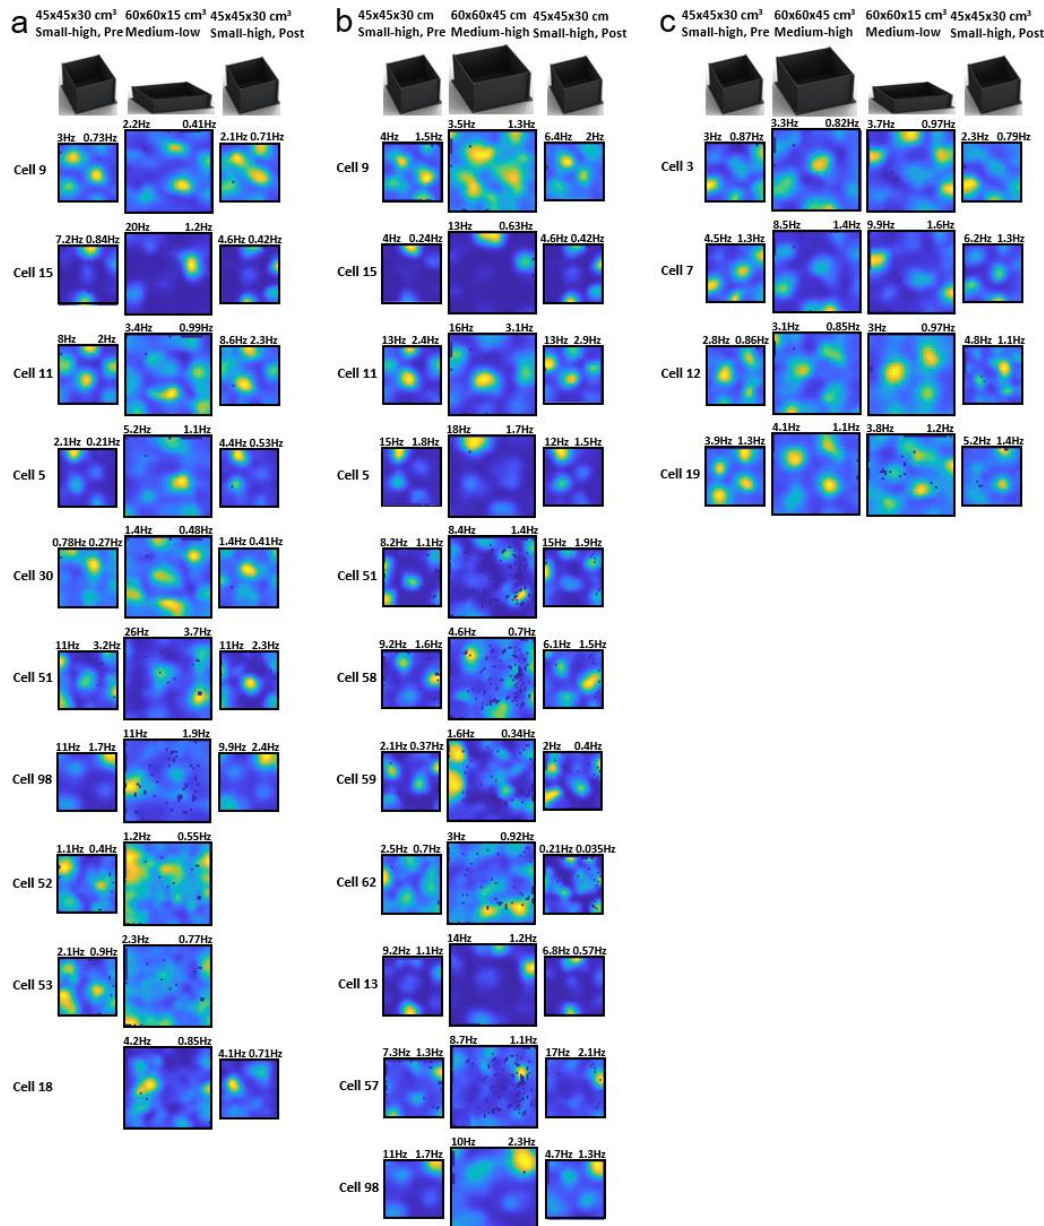 a
45x45x30 cm³ 60x60x15 cm³ 45x45x30 cm³
Small-high, Pre Medium-low Small-high, Post
3Hz 0.73Hz 2.2Hz 0.41Hz 2.1Hz 0.71Hz
Cell 9
7.2Hz 0.84Hz 20Hz 1.2Hz 4.6Hz 0.42Hz
Cell 15
8Hz 2Hz 3.4Hz 0.99Hz 8.6Hz 2.3Hz
Cell 11
2.1Hz 0.21Hz 5.2Hz 1.1Hz 4.4Hz 0.53Hz
Cell 5
0.78Hz 0.27Hz 1.4Hz 0.48Hz 1.4Hz 0.41Hz
Cell 30
11Hz 3.2Hz 26Hz 3.7Hz 11Hz 2.3Hz
Cell 51
11Hz 1.7Hz 11Hz 1.9Hz 9.9Hz 2.4Hz
Cell 98
1.1Hz 0.4Hz 1.2Hz 0.55Hz
Cell 52
2.1Hz 0.9Hz 2.3Hz 0.77Hz
Cell 53
4.2Hz 0.85Hz 4.1Hz 0.71Hz
Cell 18
b
45x45x30 cm 60x60x45 cm 45x45x30 cm
Small-high, Pre Medium-high Small-high, Post
4Hz 1.5Hz 3.5Hz 1.3Hz 6.4Hz 2Hz
Cell 9
4Hz 0.24Hz 13Hz 0.63Hz 4.6Hz 0.42Hz
Cell 15
13Hz 2.4Hz 16Hz 3.1Hz 13Hz 2.9Hz
Cell 11
15Hz 1.8Hz 18Hz 1.7Hz 12Hz 1.5Hz
Cell 5
8.2Hz 1.1Hz 8.4Hz 1.4Hz 15Hz 1.9Hz
Cell 51
9.2Hz 1.6Hz 4.6Hz 0.7Hz 6.1Hz 1.5Hz
Cell 58
2.1Hz 0.37Hz 1.6Hz 0.34Hz 2Hz 0.4Hz
Cell 59
2.5Hz 0.7Hz 3Hz 0.92Hz 0.21Hz 0.035Hz
Cell 62
9.2Hz 1.1Hz 14Hz 1.2Hz 6.8Hz 0.57Hz
Cell 13
7.3Hz 1.3Hz 8.7Hz 1.1Hz 17Hz 2.1Hz
Cell 57
11Hz 1.7Hz 10Hz 2.3Hz 4.7Hz 1.3Hz
Cell 98
c
45x45x30 cm³ 60x60x45 cm³ 60x60x15 cm³ 45x45x30 cm³
Small-high, Pre Medium-high Medium-low Small-high, Post
3Hz 0.87Hz 3.3Hz 0.82Hz 3.7Hz 0.97Hz 2.3Hz 0.79Hz
Cell 3
4.5Hz 1.3Hz 8.5Hz 1.4Hz 9.9Hz 1.6Hz 6.2Hz 1.3Hz
Cell 7
2.8Hz 0.86Hz 3.1Hz 0.85Hz 3Hz 0.97Hz 4.8Hz 1.1Hz
Cell 12
3.9Hz 1.3Hz 4.1Hz 1.1Hz 3.8Hz 1.2Hz 5.2Hz 1.4Hz
Cell 19